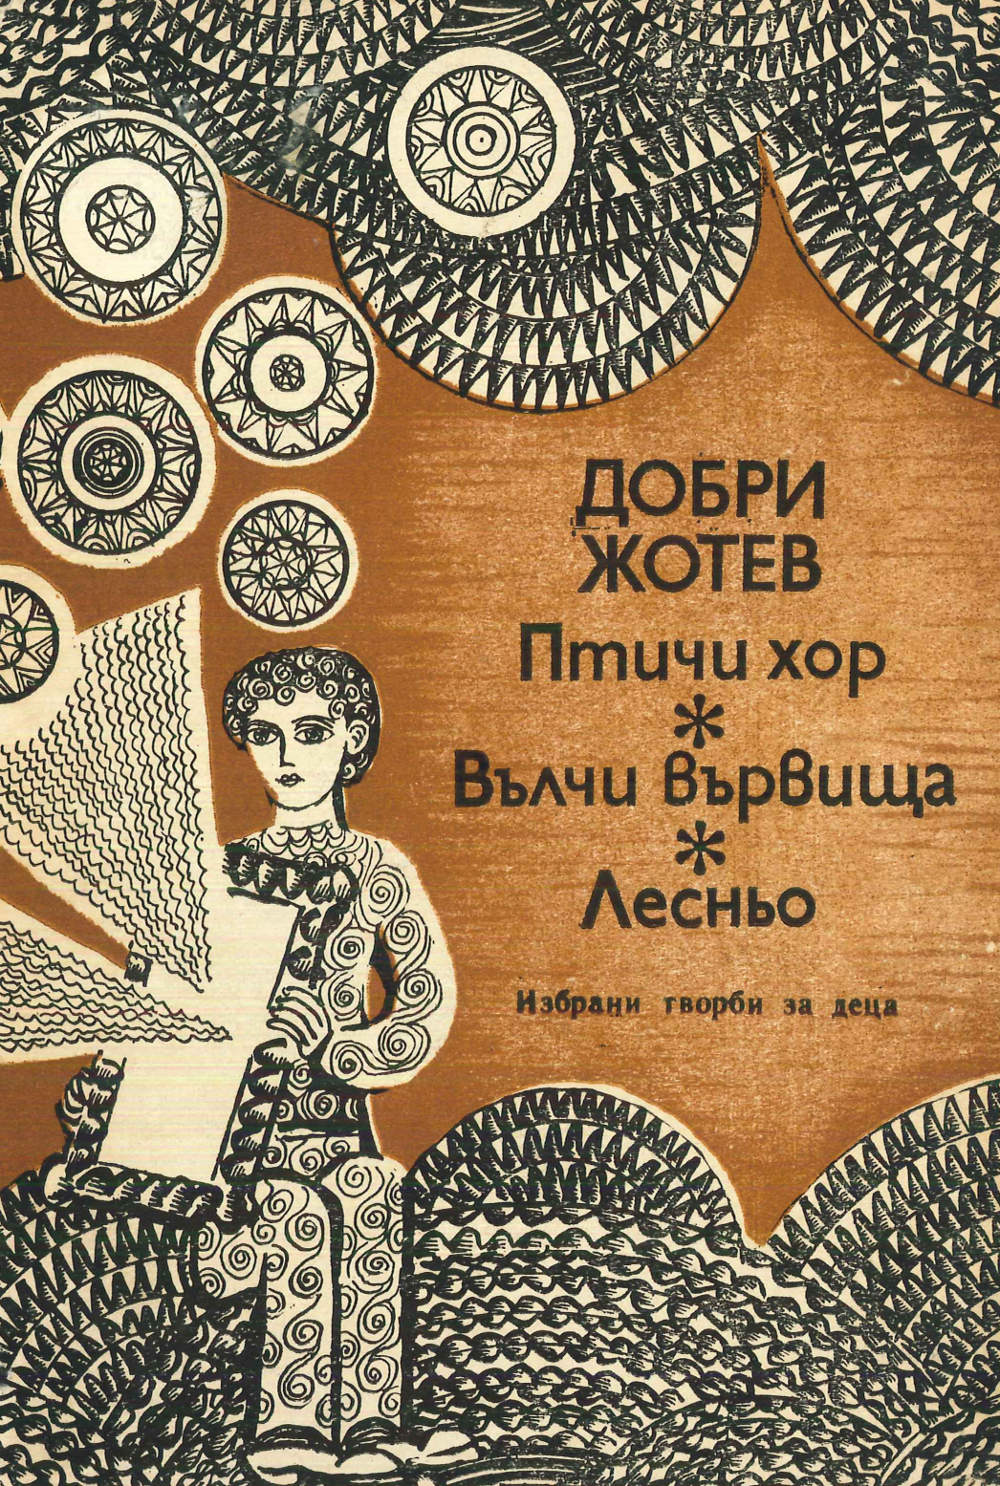 ДОБРИ
ЖОТЕВ
Птичи хор
*
Вълчи вървища
*
Лесньо
Избрани творби за деца